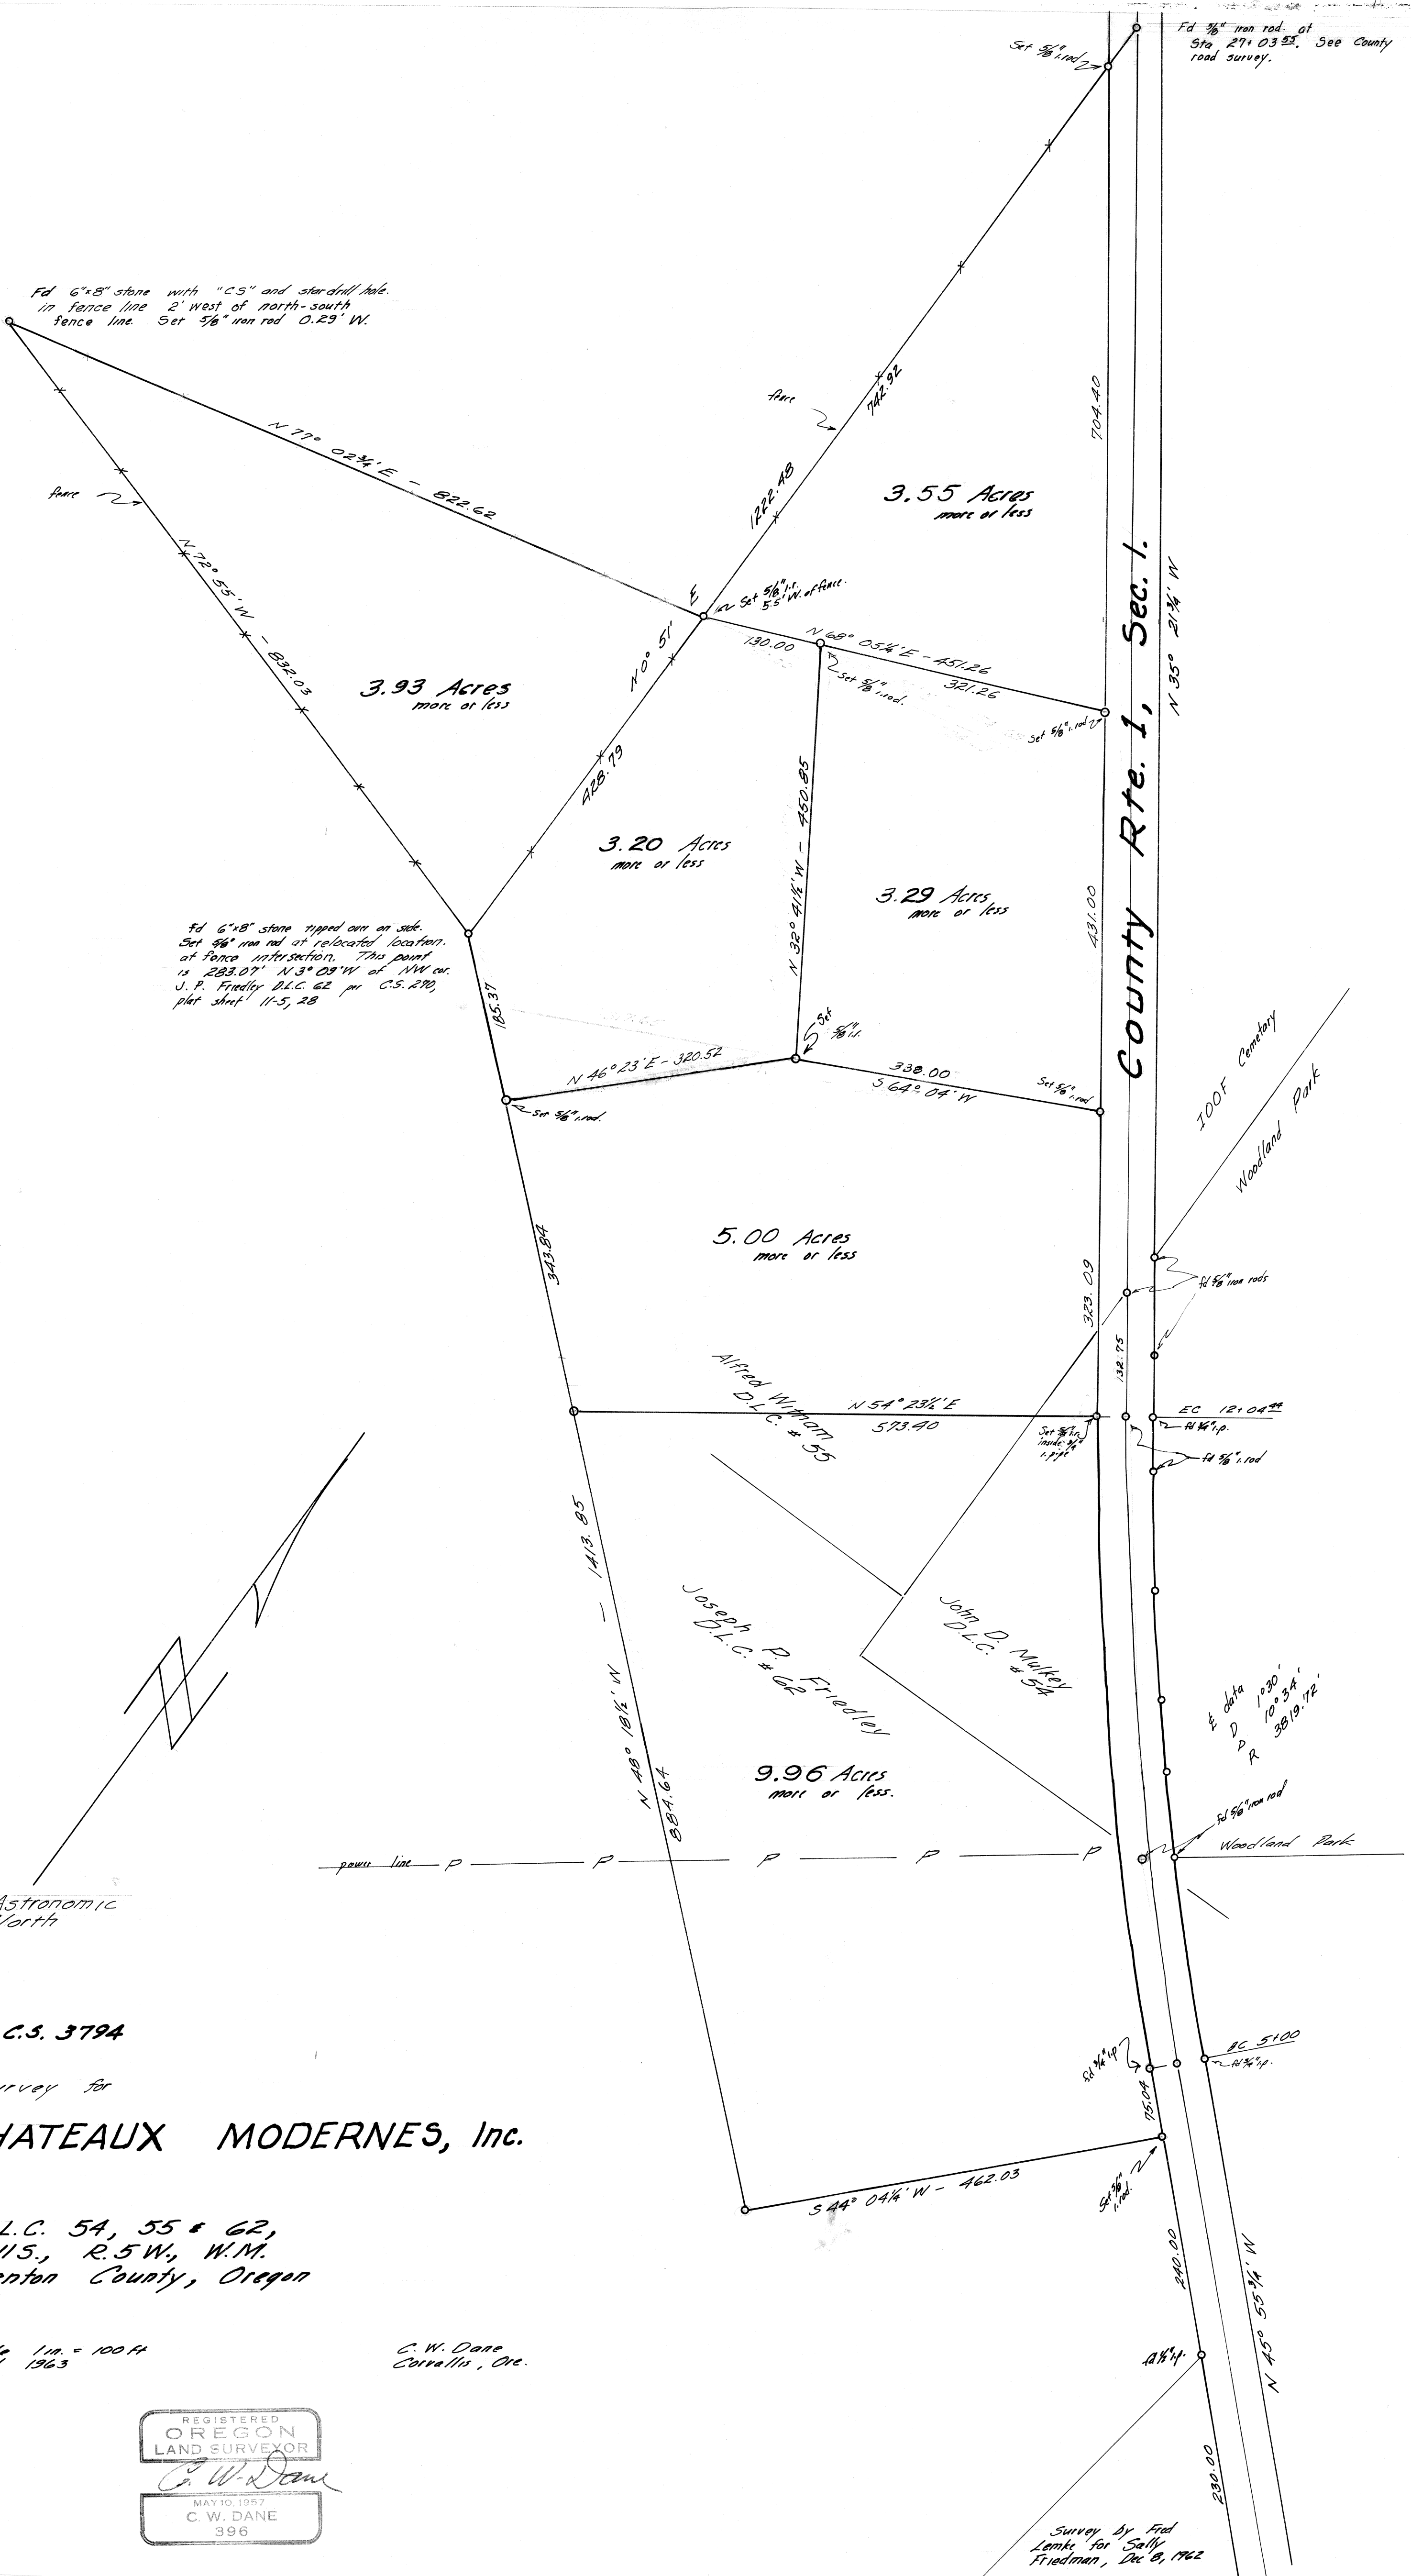 Fd 5/8" iron rod at
Sta 27+03 55. See County
road survey.
Set 5/8" i.rod
Fd 6"x8" stone with "CS" and star drill hole.
in fence line 2' west of north-south
fence line. Set 5/8" iron rod 0.29' W.
N 77° 02¾' E - 822.62
fence
N 72° 55' W - 832.03
fence
742.92
1222.48
704.40
3.55 Acres
more or less
Set 5/8" i.r.
5.5' W. of fence.
N 0° 51'
E
428.79
130.00
N 68° 05¼' E - 451.26
321.26
Set 5/8" i.rod.
Set 5/8" i.rod
3.93 Acres
more or less
County Rte. 1, Sec. 1.
N 35° 21¾' W
3.20 Acres
more or less
N 32° 41½' W - 450.85
3.29 Acres
more or less
431.00
fd 6"x8" stone tipped over on side.
Set 5/8" iron rod at relocated location.
at fence intersection. This point
is 283.07' N 3° 09' W of NW cor.
J. P. Friedley D.L.C. 62 per C.S. 270,
plat sheet 11-5, 28
185.37
N 46° 23' E - 320.52
Set 5/8" i.rod.
Set
5/8" i.r.
338.00
S 64° 04' W
Set 5/8" i.rod
IOOF Cemetary
Woodland Park
343.84
5.00 Acres
more or less
323.09
132.75
fd 5/8" iron rods
Alfred Witham
D.L.C. # 55
N 54° 23½' E
573.40
Set 5/8" i.r.
inside 3/4"
i.pipe
EC 12+04 44
fd ¾" i.p.
fd 5/8" i.rod
N 48° 18½' W - 1413.85
884.64
Joseph P. Friedley
D.L.C. # 62
John D. Mulkey
D.L.C. # 54
data
D 1°30'
10° 34'
R 3819.72'
9.96 Acres
more or less.
fd 5/8" iron rod
power line P P P P P
Woodland Park
Astronomic
North
C.S. 3794
fd ¾" i.p.
BC 5+00
fd ¾" i.p.
75.04
S 44° 04¼' W - 462.03
Set 5/8"
i.rod.
rvey for
HATEAUX MODERNES, Inc.
L.C. 54, 55 & 62,
11S., R.5W., W.M.
enton County, Oregon
240.00
N 45° 55¾' W
e 1 in. = 100 ft
1963
C. W. Dane
Corvallis, Ore.
fd ½" i.p.
230.00
REGISTERED
OREGON
LAND SURVEYOR
C. W. Dane
MAY 10, 1957
C. W. DANE
396
Survey by Fred
Lemke for Sally
Friedman, Dec 8, 1962